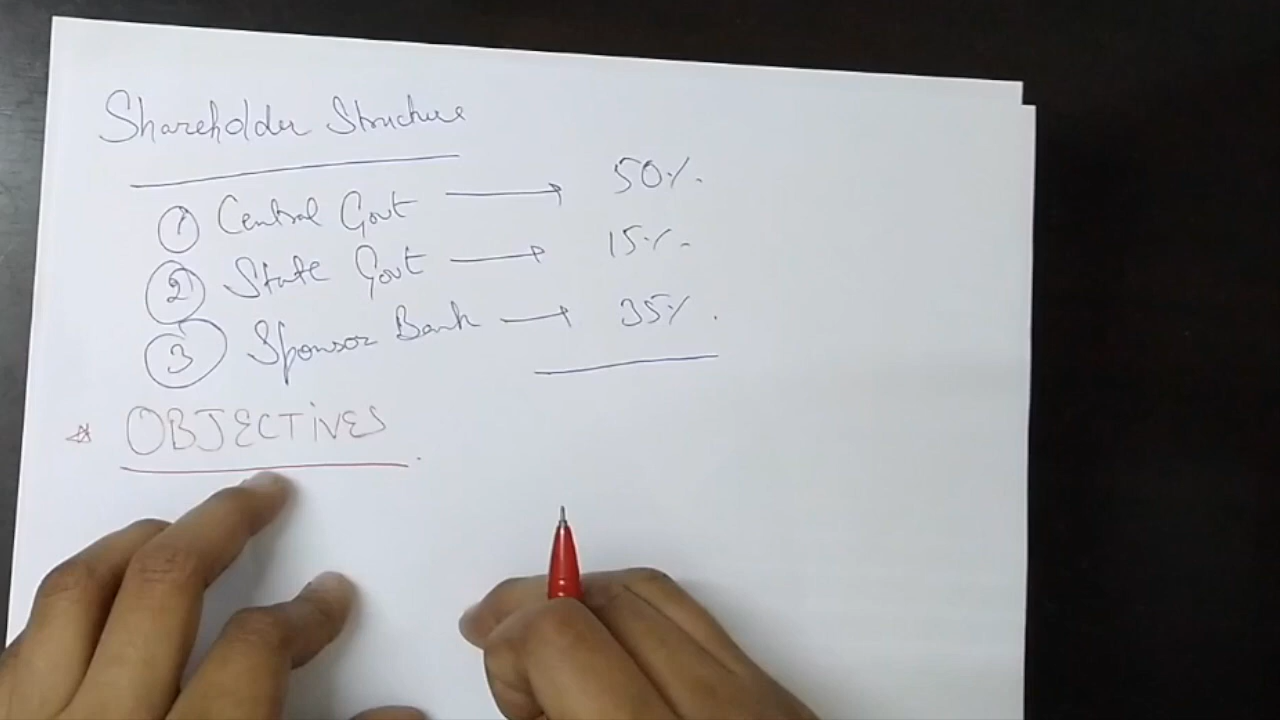 Shareholder Structure
① Central Govt → 50%.
② State Govt → 15%.
③ Sponsor Bank → 35%.
* OBJECTIVES